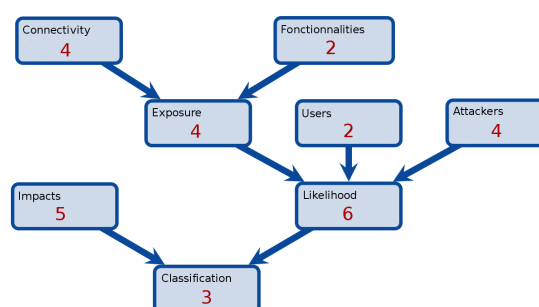 Connectivity
4
Fonctionnalities
2
Exposure
4
Users
2
Attackers
4
Impacts
5
Likelihood
6
Classification
3